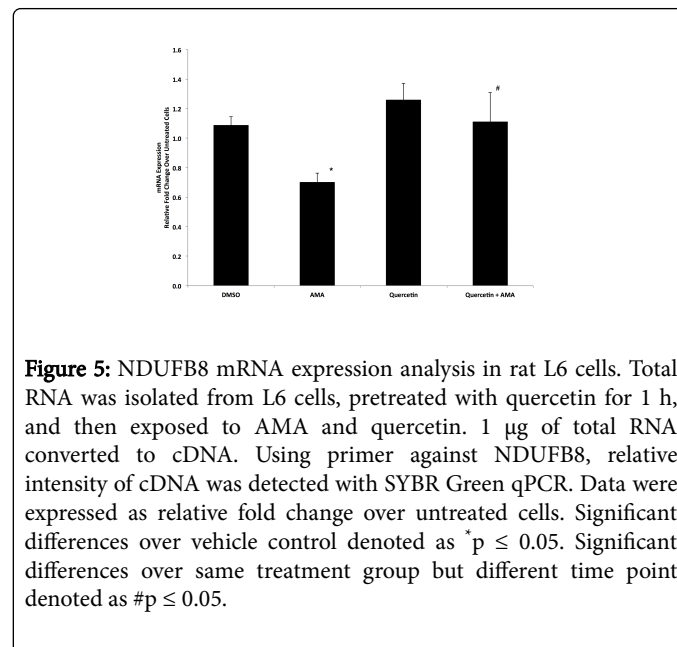 1.6
1.4
1.2
1.0
0.8
0.6
0.4
0.2
0.0
mRNA Expression
Relative Fold Change Over Untreated Cells
*
#
DMSO
AMA
Quercetin
Quercetin + AMA
Figure 5: NDUFB8 mRNA expression analysis in rat L6 cells. Total
RNA was isolated from L6 cells, pretreated with quercetin for 1 h,
and then exposed to AMA and quercetin. 1 μg of total RNA
converted to cDNA. Using primer against NDUFB8, relative
intensity of cDNA was detected with SYBR Green qPCR. Data were
expressed as relative fold change over untreated cells. Significant
differences over vehicle control denoted as *p ≤ 0.05. Significant
differences over same treatment group but different time point
denoted as #p ≤ 0.05.